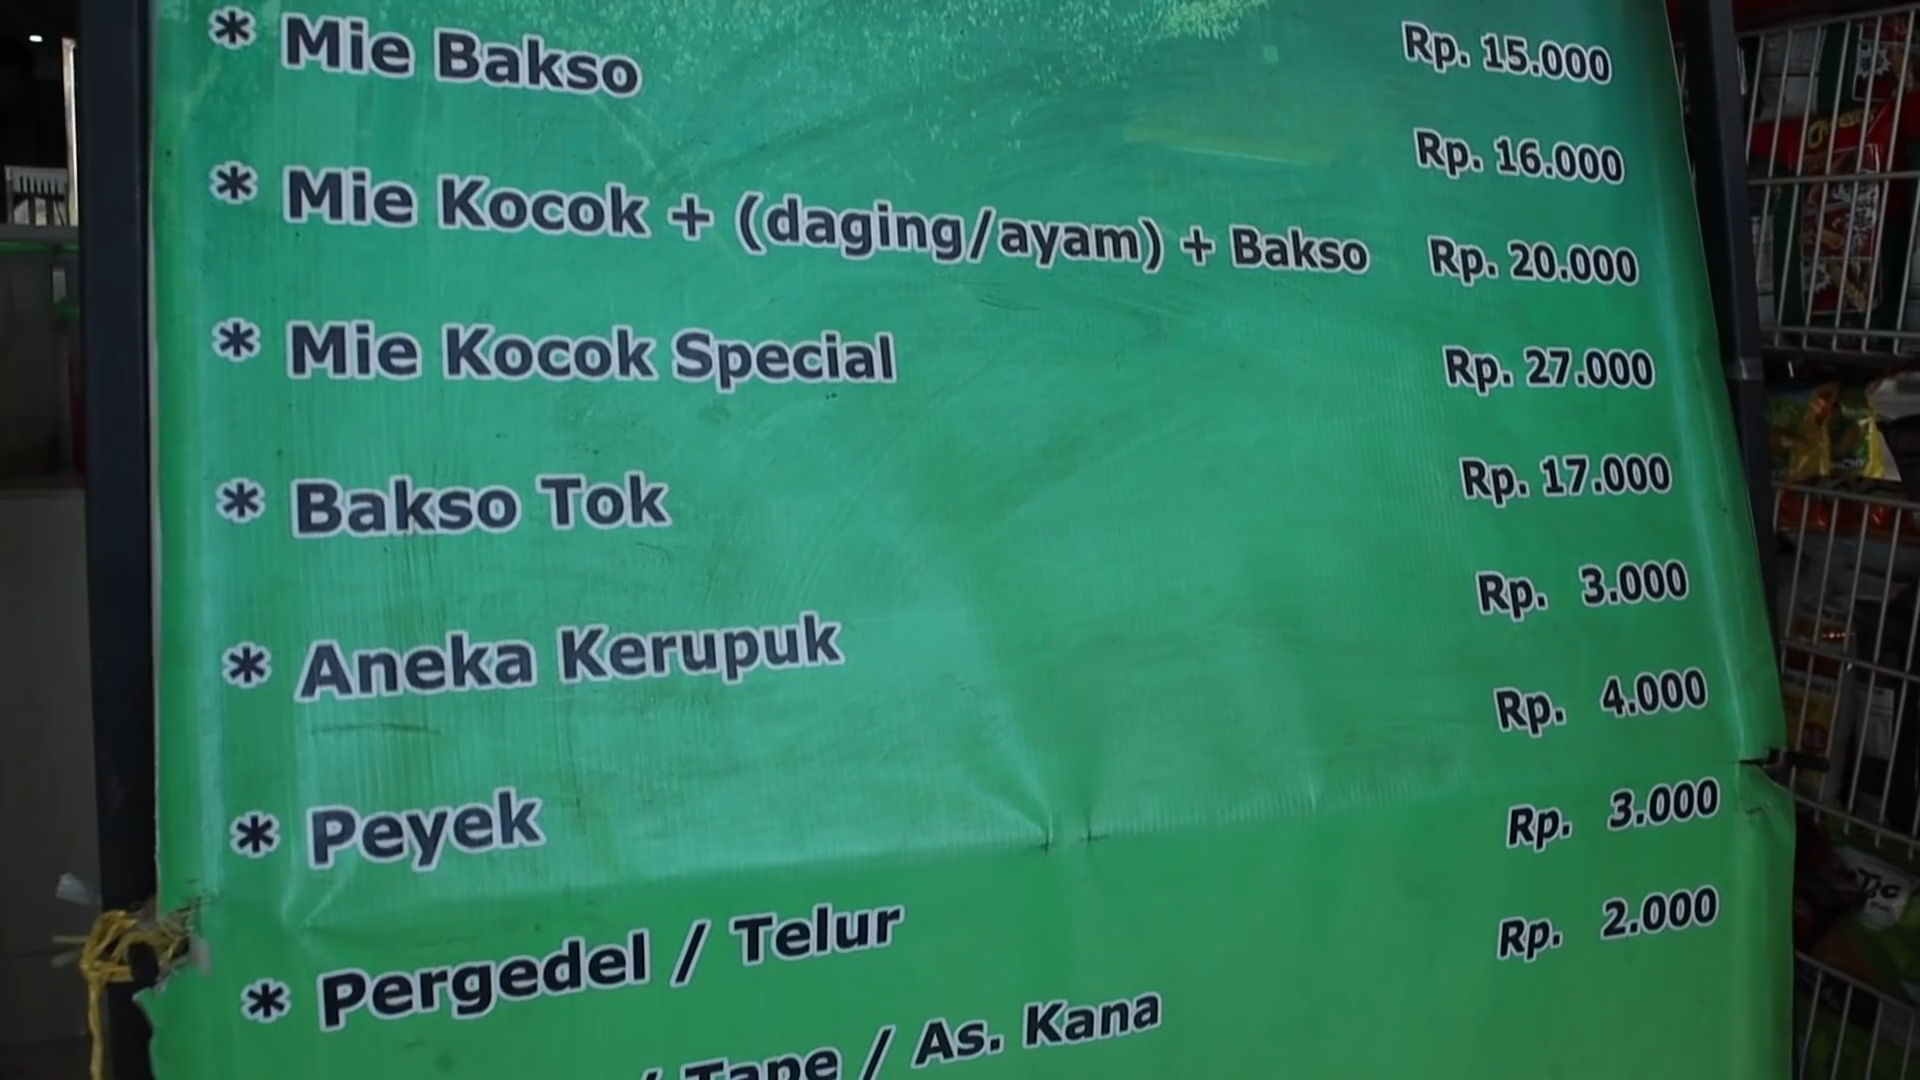 * Mie Bakso Rp. 15.000
Rp. 16.000
* Mie Kocok + (daging/ayam) + Bakso Rp. 20.000
* Mie Kocok Special Rp. 27.000
* Bakso Tok Rp. 17.000
Rp. 3.000
* Aneka Kerupuk Rp. 4.000
* Peyek Rp. 3.000
* Pergedel / Telur Rp. 2.000
/ Tape / As. Kana